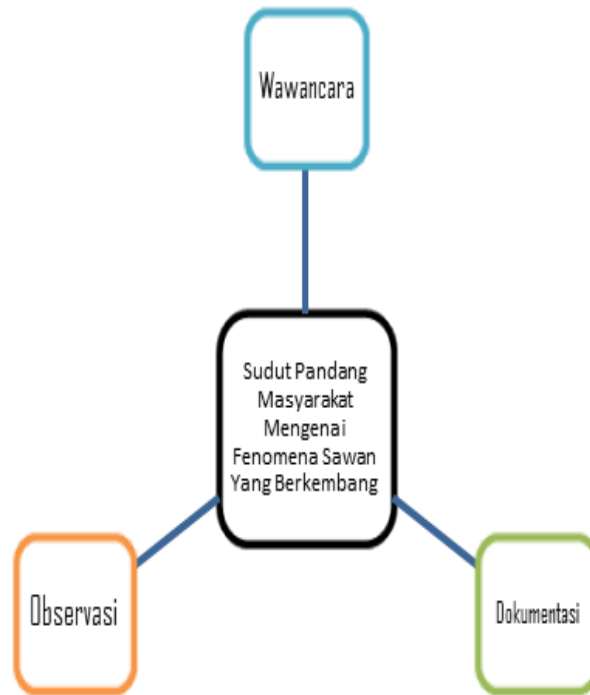 Wawancara
Sudut Pandang
Masyarakat
Mengenai
Fenomena Sawan
Yang Berkembang
Observasi
Dokumentasi